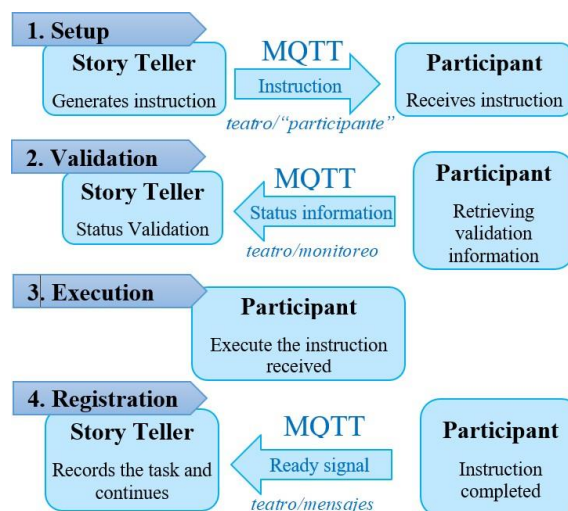 1. Setup
Story Teller
Generates instruction
MQTT
Instruction
teatro/“participante”
Participant
Receives instruction
2. Validation
Story Teller
Status Validation
MQTT
Status information
teatro/monitoreo
Participant
Retrieving
validation
information
3. Execution
Participant
Execute the instruction
received
4. Registration
Story Teller
Records the task and
continues
MQTT
Ready signal
teatro/mensajes
Participant
Instruction
completed